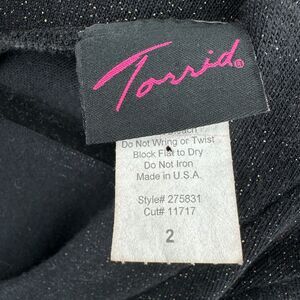 Torrid®
Do Not Wring or Twist
Block Flat to Dry
Do Not Iron
Made in U.S.A.
Style# 275831
Cut# 11717
2